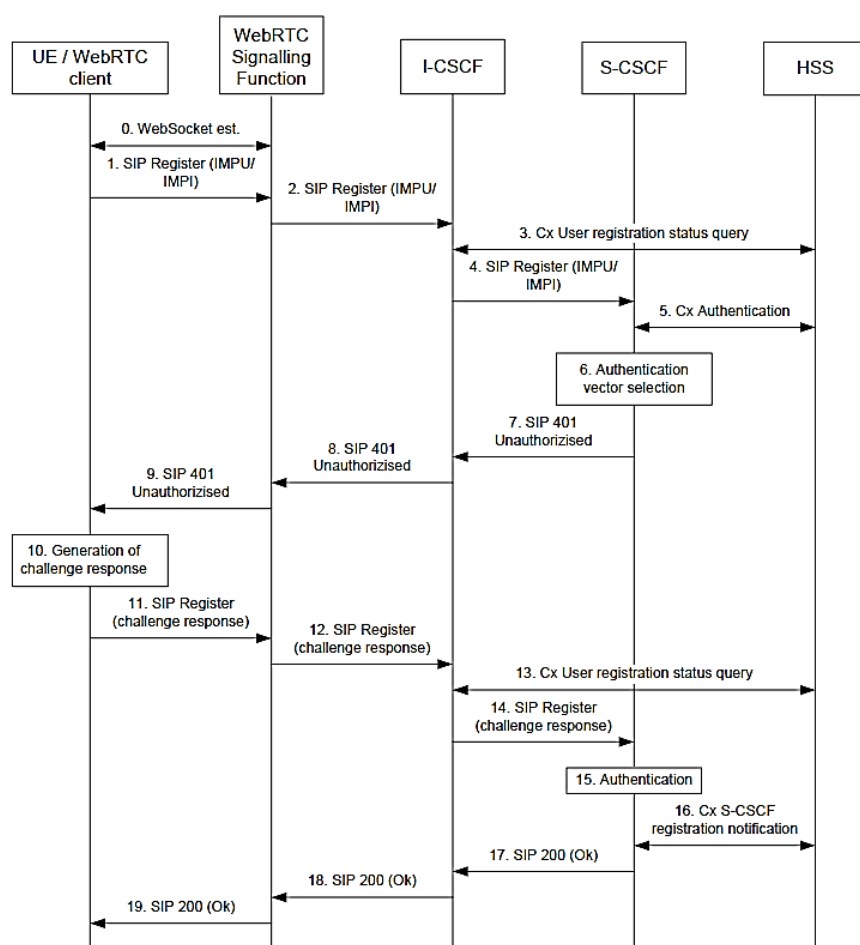 UE / WebRTC
client
WebRTC
Signalling
Function
I-CSCF
S-CSCF
HSS
0. WebSocket est.
1. SIP Register (IMPU/
IMPI)
2. SIP Register (IMPU/
IMPI)
3. Cx User registration status query
4. SIP Register (IMPU/
IMPI)
5. Cx Authentication
6. Authentication
vector selection
7. SIP 401
Unauthorizised
8. SIP 401
Unauthorizised
9. SIP 401
Unauthorizised
10. Generation of
challenge response
11. SIP Register
(challenge response)
12. SIP Register
(challenge response)
13. Cx User registration status query
14. SIP Register
(challenge response)
15. Authentication
16. Cx S-CSCF
registration notification
17. SIP 200 (Ok)
18. SIP 200 (Ok)
19. SIP 200 (Ok)